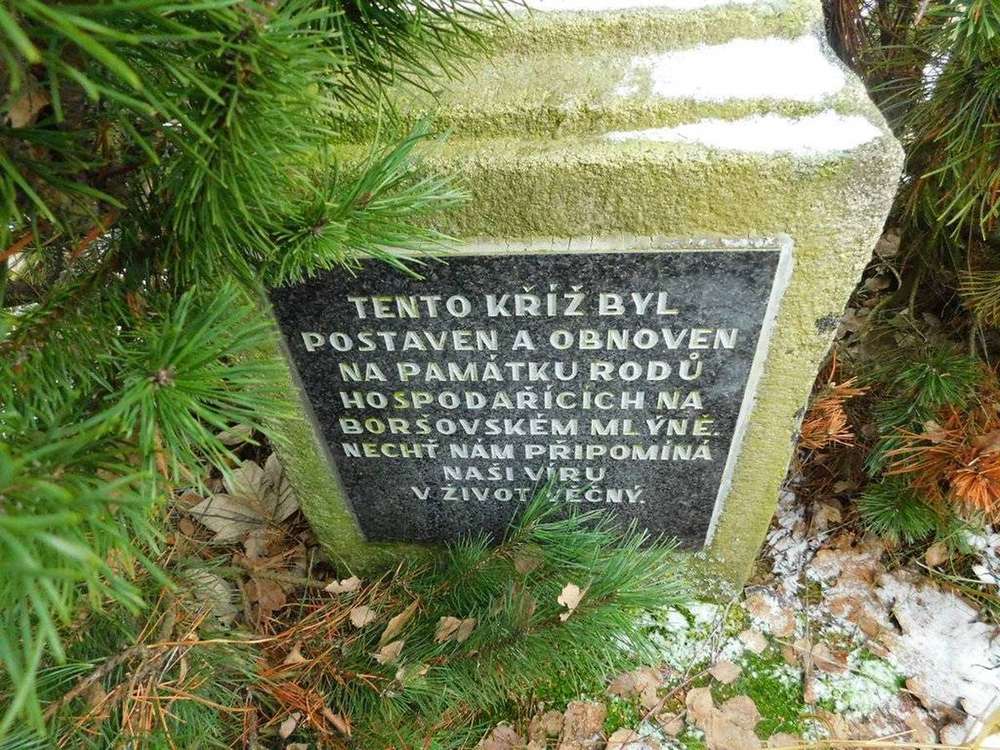 TENTO KŘÍŽ BYL
POSTAVEN A OBNOVEN
NA PAMÁTKU RODŮ
HOSPODAŘÍCÍCH NA
BORŠOVSKÉM MLÝNĚ.
NECHŤ NÁM PŘIPOMÍNÁ
NAŠI VÍRU
V ŽIVOT VĚČNÝ.